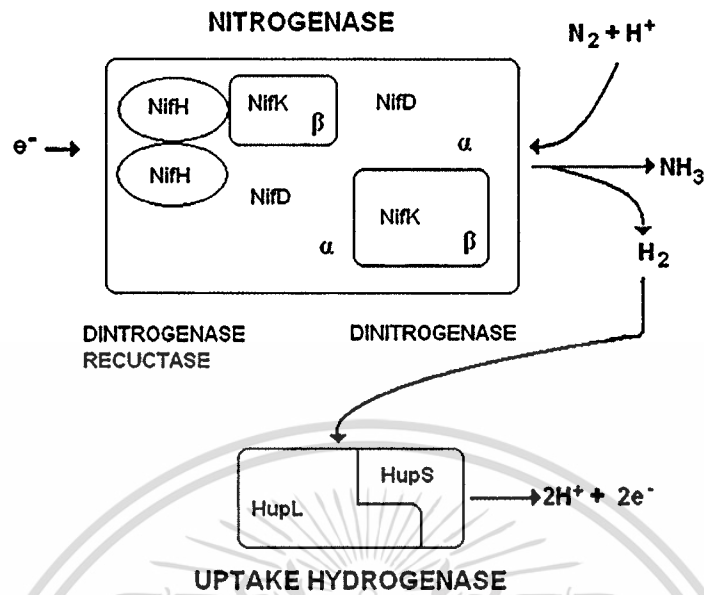 NITROGENASE
N₂ + H⁺
NifH
NifK
β
NifD
α
e⁻
NifH
NifD
α
NifK
β
NH₃
H₂
DINTROGENASE
RECUCTASE
DINITROGENASE
HupL
HupS
2H⁺ + 2e⁻
UPTAKE HYDROGENASE